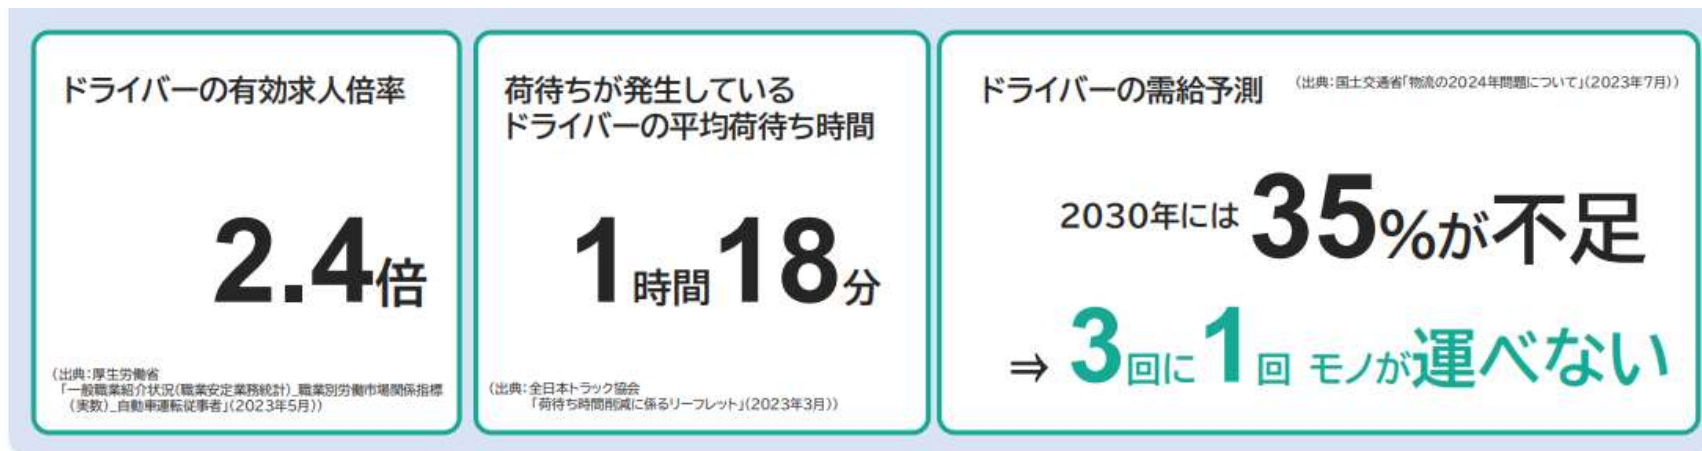 ドライバーの有効求人倍率
2.4倍
(出典:厚生労働省
「一般職業紹介状況(職業安定業務統計)_職業別労働市場関係指標
(実数)_自動車運転従事者」(2023年5月))
荷待ちが発生している
ドライバーの平均荷待ち時間
1時間18分
(出典:全日本トラック協会
「荷待ち時間削減に係るリーフレット」(2023年3月))
ドライバーの需給予測 (出典:国土交通省「物流の2024年問題について」(2023年7月))
2030年には35%が不足
⇒ 3回に1回 モノが運べない